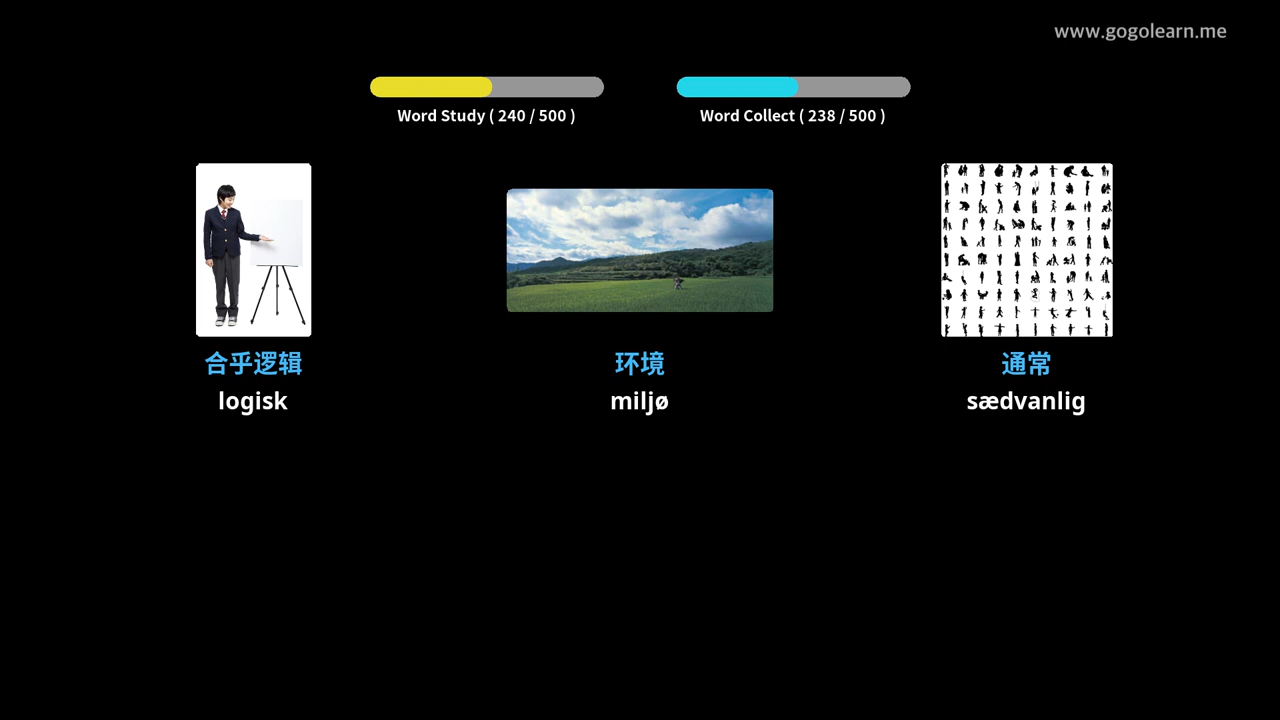 www.gogolearn.me
Word Study ( 240 / 500 )
Word Collect ( 238 / 500 )
合乎逻辑
logisk
环境
miljø
通常
sædvanlig